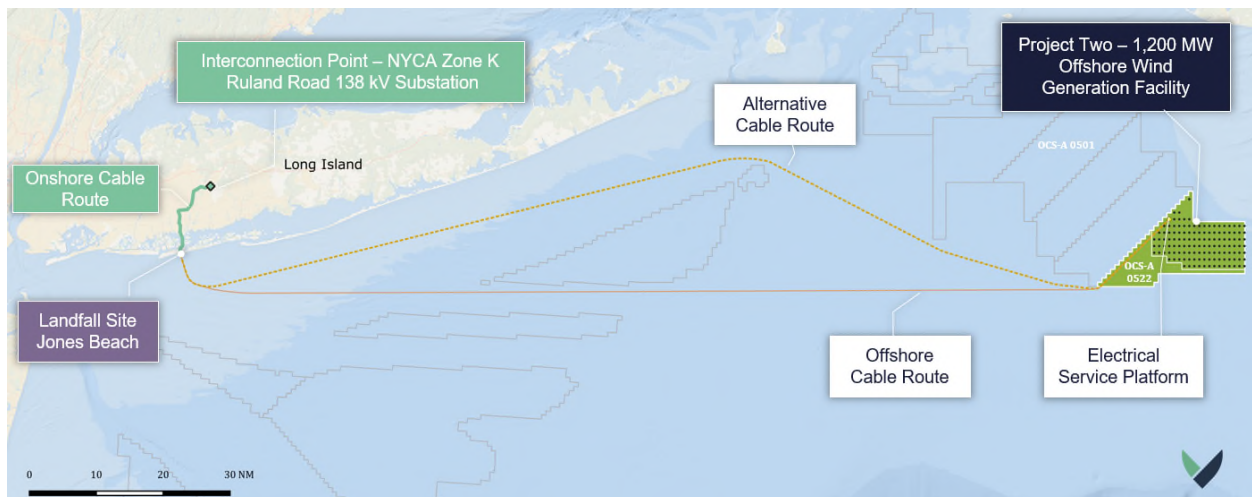 Interconnection Point – NYCA Zone K
Ruland Road 138 kV Substation
Project Two – 1,200 MW
Offshore Wind
Generation Facility
Alternative
Cable Route
OCS-A 0501
Long Island
Onshore Cable
Route
OCS-A
0522
Landfall Site
Jones Beach
Offshore
Cable Route
Electrical
Service Platform
0 10 20 30 NM